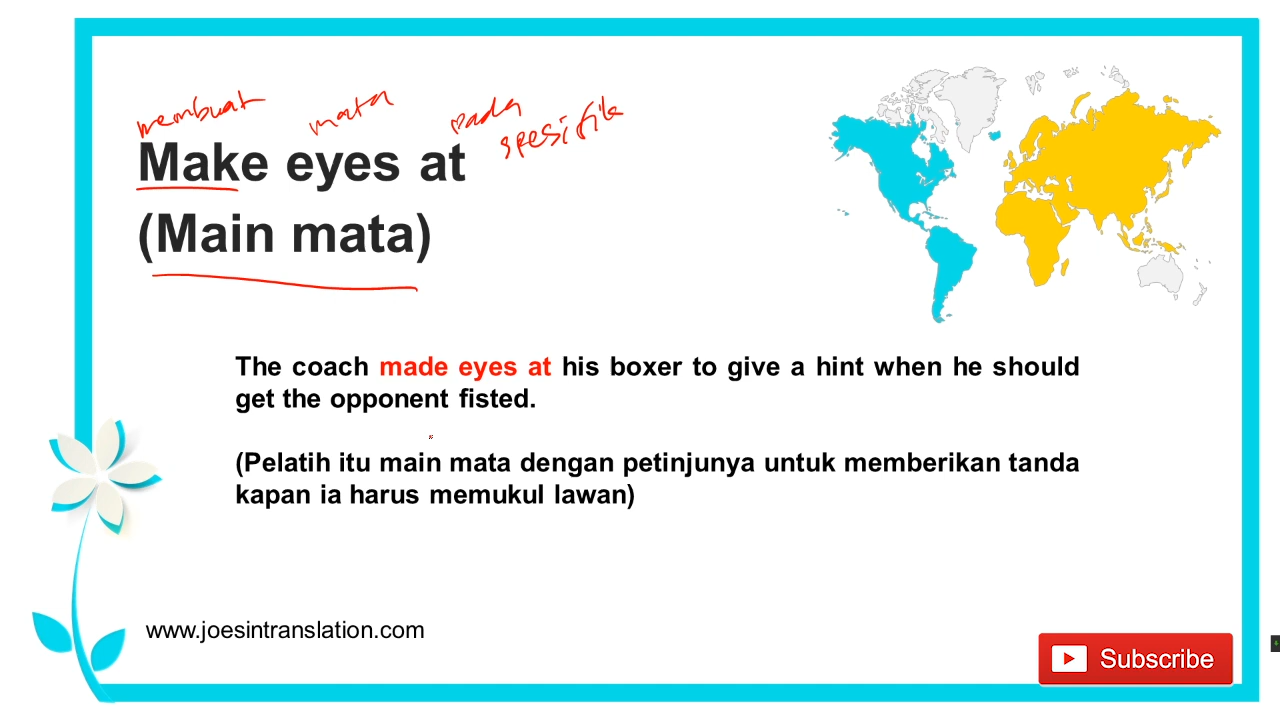 membuat mata pada
spesifik
Make eyes at
(Main mata)
The coach made eyes at his boxer to give a hint when he should
get the opponent fisted.
(Pelatih itu main mata dengan petinjunya untuk memberikan tanda
kapan ia harus memukul lawan)
www.joesintranslation.com
Subscribe